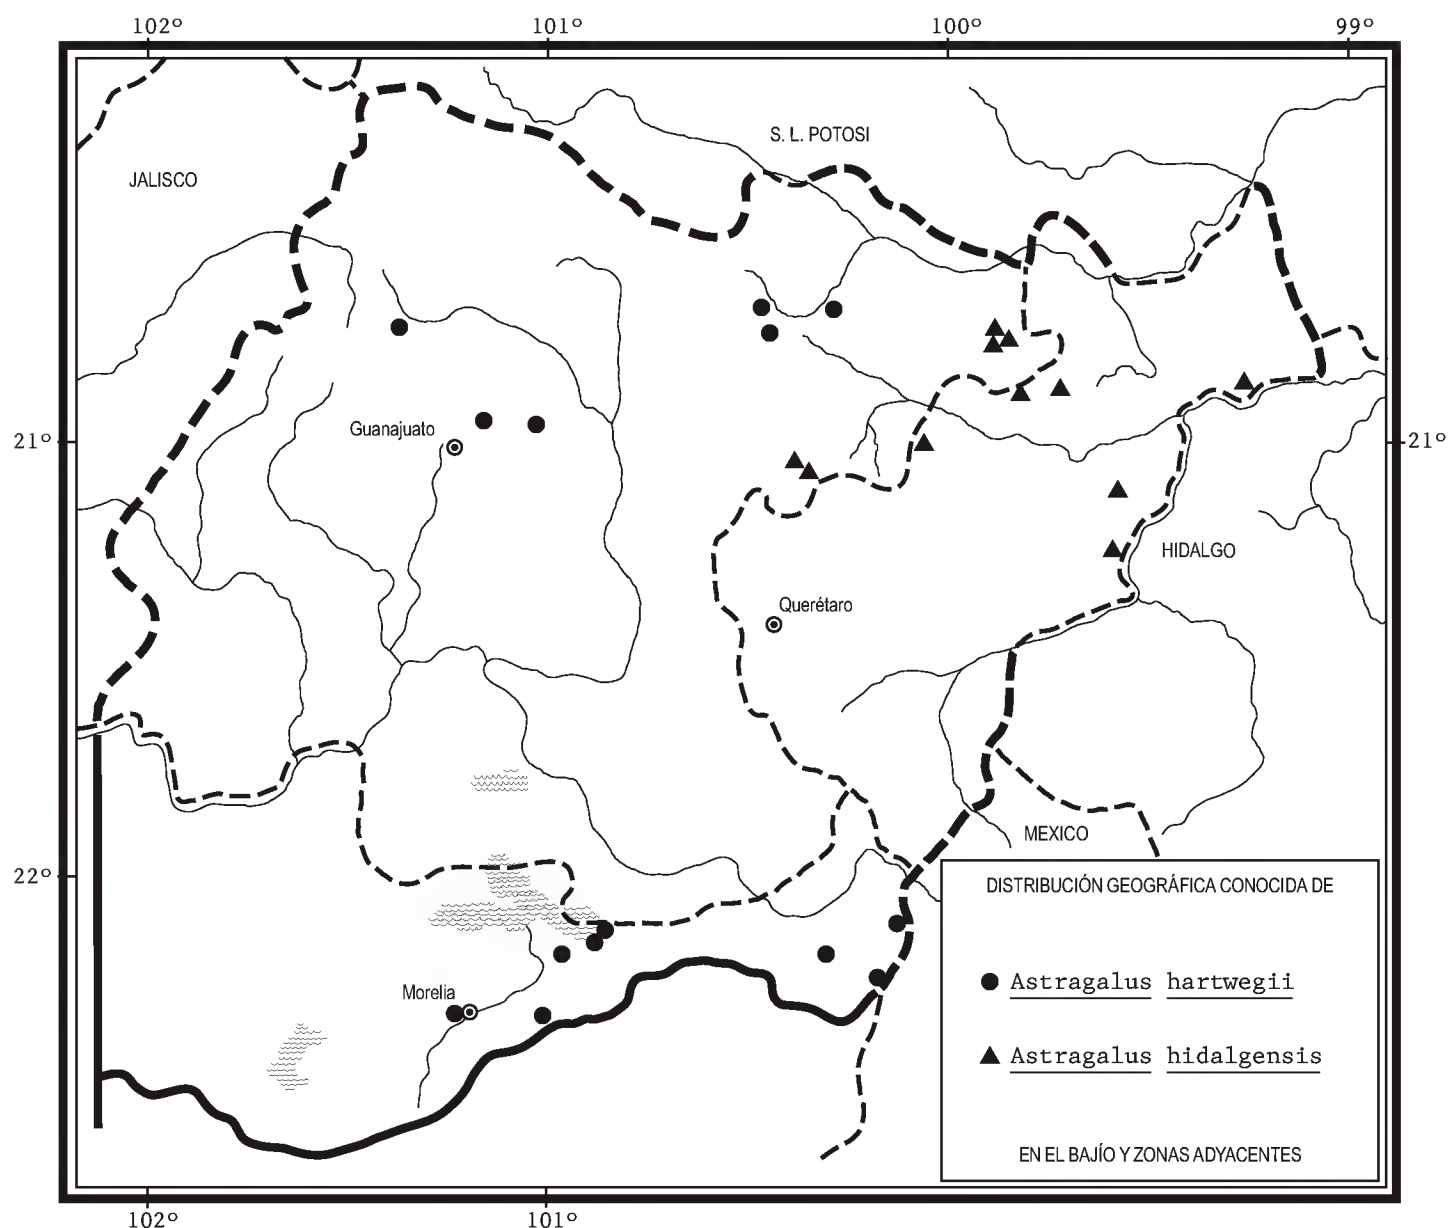 102° 101° 100° 99°
S. L. POTOSI
JALISCO
Guanajuato
21° 21°
HIDALGO
Querétaro
MEXICO
22°
DISTRIBUCIÓN GEOGRÁFICA CONOCIDA DE
Astragalus hartwegii
Morelia
Astragalus hidalgensis
EN EL BAJÍO Y ZONAS ADYACENTES
102° 101°